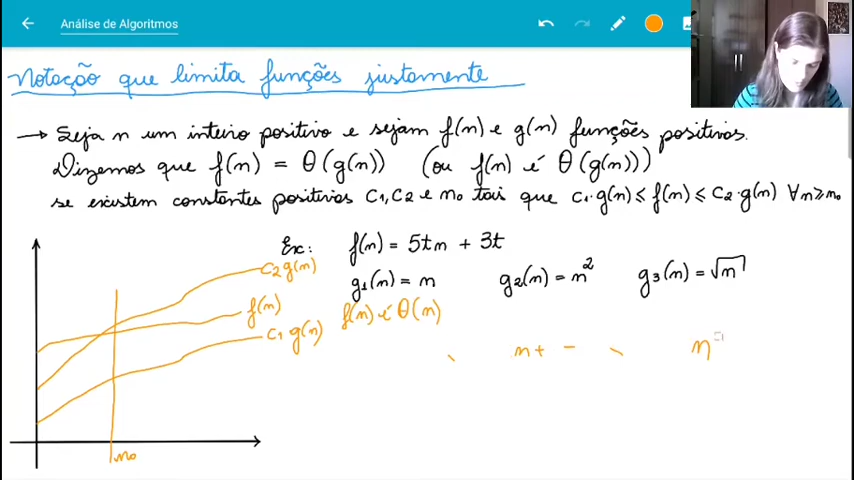 Análise de Algoritmos
Notação que limita funções justamente
→ Seja n um inteiro positivo e sejam f(n) e g(n) funções positivas.
Dizemos que f(n) = Θ(g(n)) (ou f(n) é Θ(g(n)))
se existem constantes positivas C1, C2 e n0 tais que C1·g(n) ≤ f(n) ≤ C2·g(n) ∀n≥n0
Ex: f(n) = 5tn + 3t
g1(n) = n g2(n) = n² g3(n) = √n
C2 g(n)
f(n)
C1 g(n)
f(n) é Θ(n)
n + -
n
n0